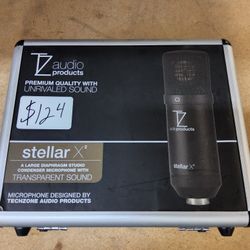 TZ audio
products
PREMIUM QUALITY WITH
UNRIVALED SOUND
$124
TZ audio
products
stellar X²
A LARGE DIAPHRAGM STUDIO
CONDENSER MICROPHONE WITH
TRANSPARENT SOUND
stellar X²
MICROPHONE DESIGNED BY
TECHZONE AUDIO PRODUCTS